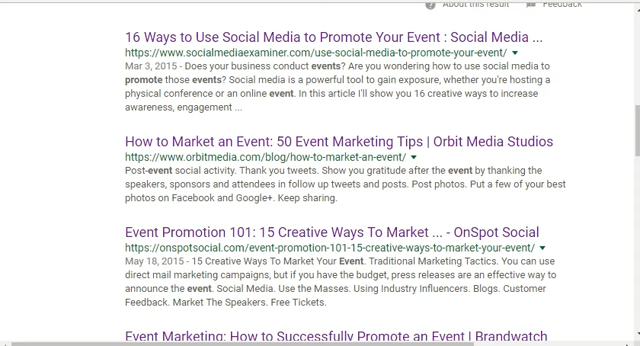 About this result Feedback
16 Ways to Use Social Media to Promote Your Event : Social Media ...
https://www.socialmediaexaminer.com/use-social-media-to-promote-your-event/
Mar 3, 2015 - Does your business conduct events? Are you wondering how to use social media to
promote those events? Social media is a powerful tool to gain exposure, whether you're hosting a
physical conference or an online event. In this article I'll show you 16 creative ways to increase
awareness, engagement ...
How to Market an Event: 50 Event Marketing Tips | Orbit Media Studios
https://www.orbitmedia.com/blog/how-to-market-an-event/
Post-event social activity. Thank you tweets. Show you gratitude after the event by thanking the
speakers, sponsors and attendees in follow up tweets and posts. Post photos. Put a few of your best
photos on Facebook and Google+. Keep sharing.
Event Promotion 101: 15 Creative Ways To Market ... - OnSpot Social
https://onspotsocial.com/event-promotion-101-15-creative-ways-to-market-your-event/
May 18, 2015 - 15 Creative Ways To Market Your Event. Traditional Marketing Tactics. You can use
direct mail marketing campaigns, but if you have the budget, press releases are an effective way to
announce the event. Social Media. Use the Masses. Using Industry Influencers. Blogs. Customer
Feedback. Market The Speakers. Free Tickets.
Event Marketing: How to Successfully Promote an Event | Brandwatch